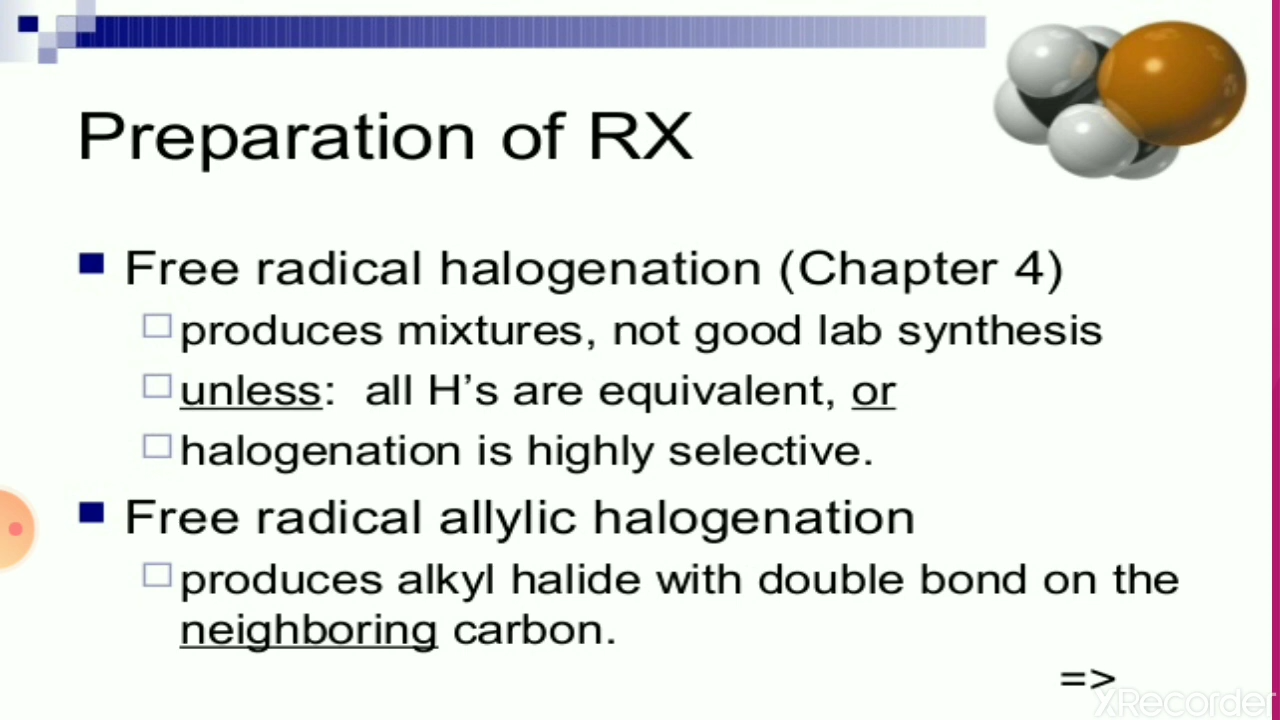 Preparation of RX
Free radical halogenation (Chapter 4)
produces mixtures, not good lab synthesis
unless: all H’s are equivalent, or
halogenation is highly selective.
Free radical allylic halogenation
produces alkyl halide with double bond on the
neighboring carbon.
=>
XRecorder